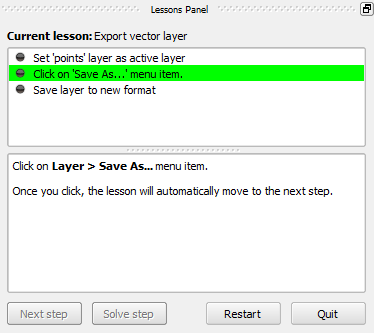 Lessons Panel
Current lesson: Export vector layer
Set 'points' layer as active layer
Click on 'Save As...' menu item.
Save layer to new format
Click on Layer > Save As... menu item.
Once you click, the lesson will automatically move to the next step.
Next step
Solve step
Restart
Quit